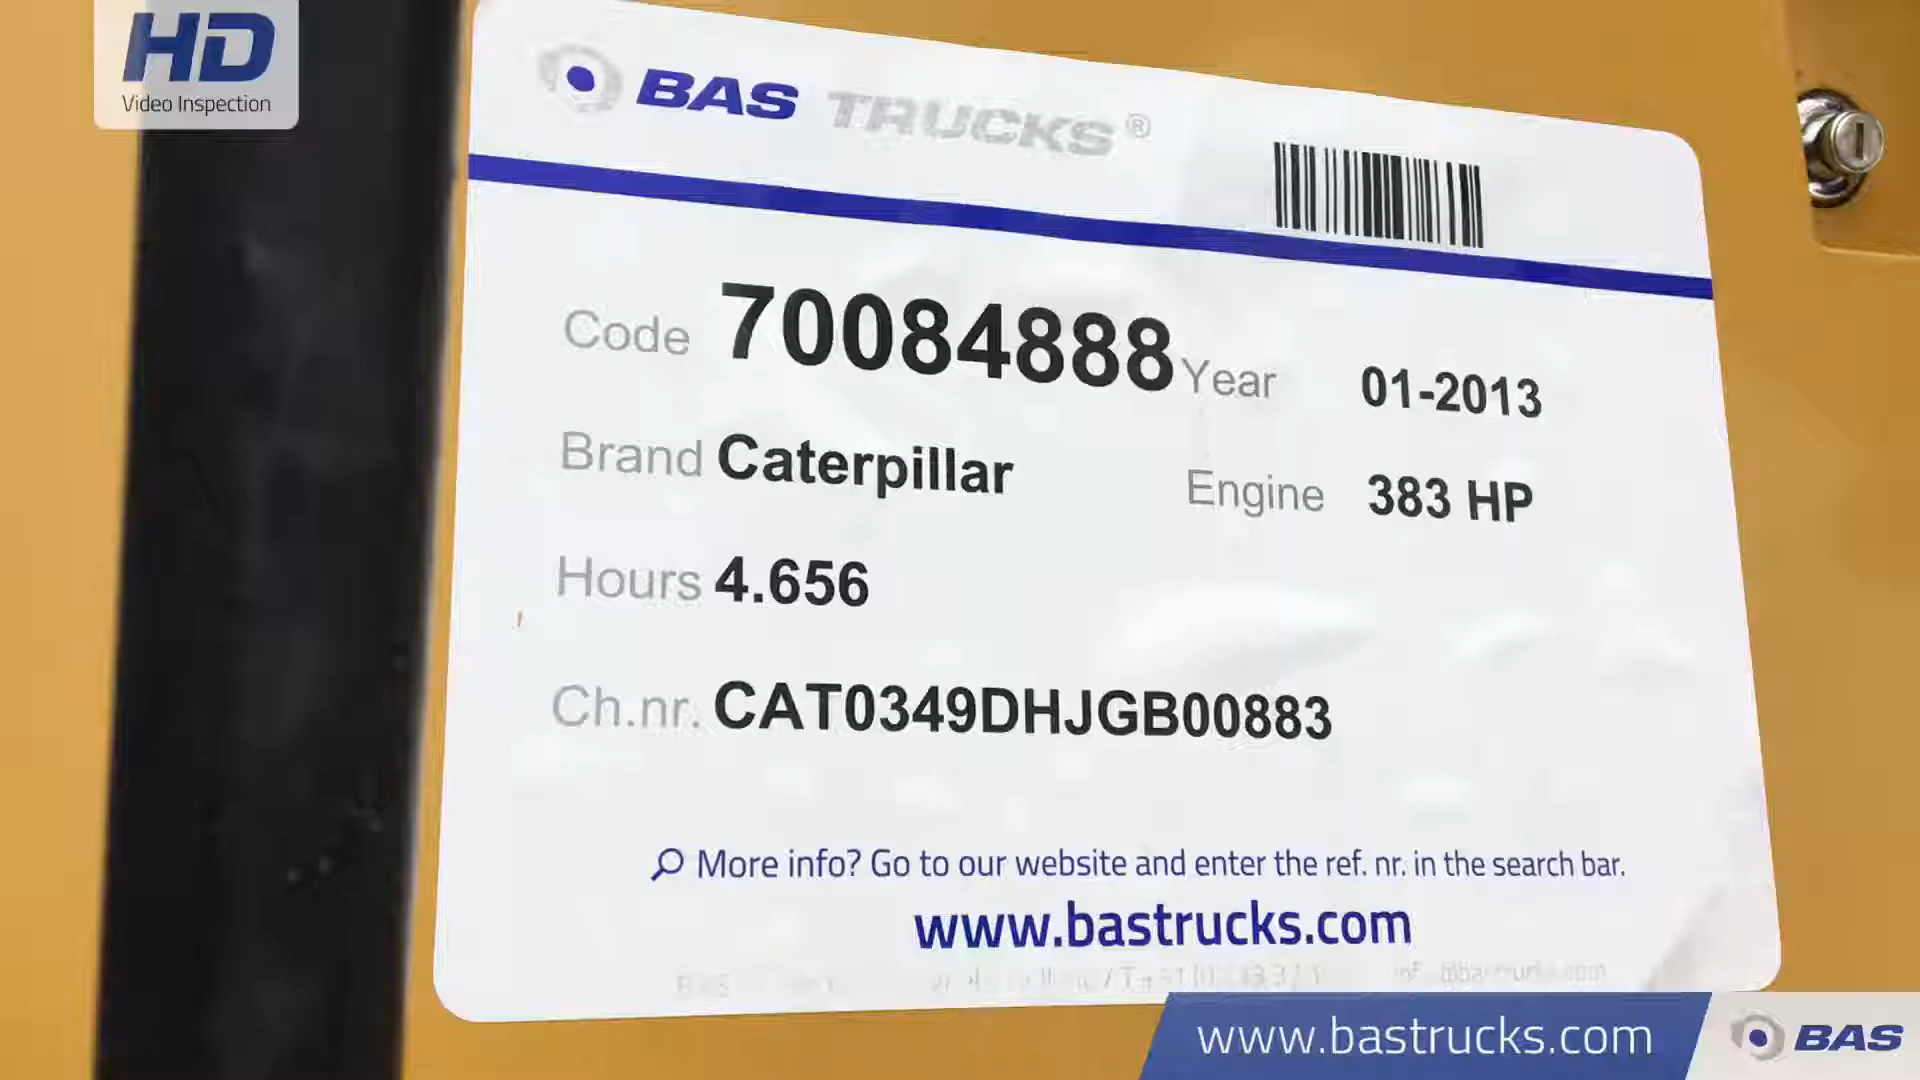 HD
Video Inspection
BAS TRUCKS®
Code 70084888 Year 01-2013
Brand Caterpillar Engine 383 HP
Hours 4.656
Ch.nr. CAT0349DHJGB00883
More info? Go to our website and enter the ref. nr. in the search bar.
www.bastrucks.com
www.bastrucks.com
BAS